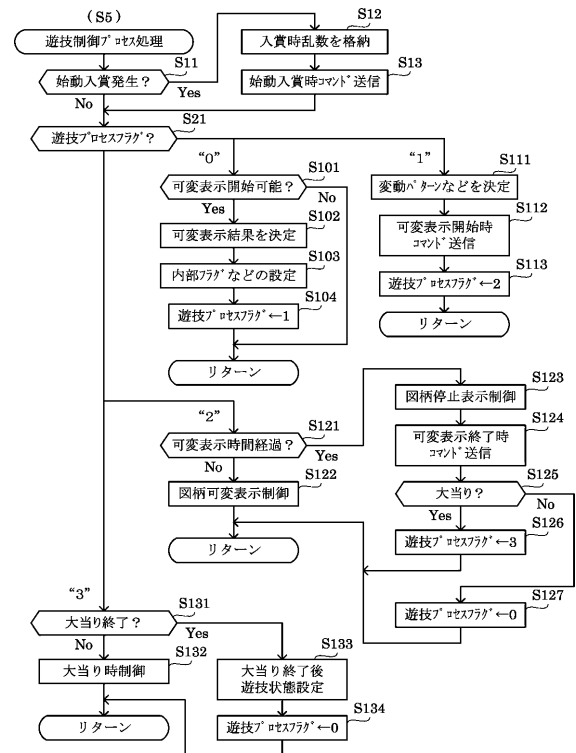 (S5)
遊技制御ﾌﾟﾛｾｽ処理
S11
始動入賞発生？
No
Yes
S12
入賞時乱数を格納
S13
始動入賞時ｺﾏﾝﾄﾞ送信
S21
遊技ﾌﾟﾛｾｽﾌﾗｸﾞ？
“0”
S101
可変表示開始可能？
Yes
No
S102
可変表示結果を決定
S103
内部ﾌﾗｸﾞなどの設定
S104
遊技ﾌﾟﾛｾｽﾌﾗｸﾞ←1
リターン
“1”
S111
変動ﾊﾟﾀｰﾝなどを決定
S112
可変表示開始時
ｺﾏﾝﾄﾞ送信
S113
遊技ﾌﾟﾛｾｽﾌﾗｸﾞ←2
リターン
“2”
S121
可変表示時間経過？
No
Yes
S122
図柄可変表示制御
リターン
S123
図柄停止表示制御
S124
可変表示終了時
ｺﾏﾝﾄﾞ送信
S125
大当り？
Yes
No
S126
遊技ﾌﾟﾛｾｽﾌﾗｸﾞ←3
S127
遊技ﾌﾟﾛｾｽﾌﾗｸﾞ←0
“3”
S131
大当り終了？
No
Yes
S132
大当り時制御
リターン
S133
大当り終了後
遊技状態設定
S134
遊技ﾌﾟﾛｾｽﾌﾗｸﾞ←0